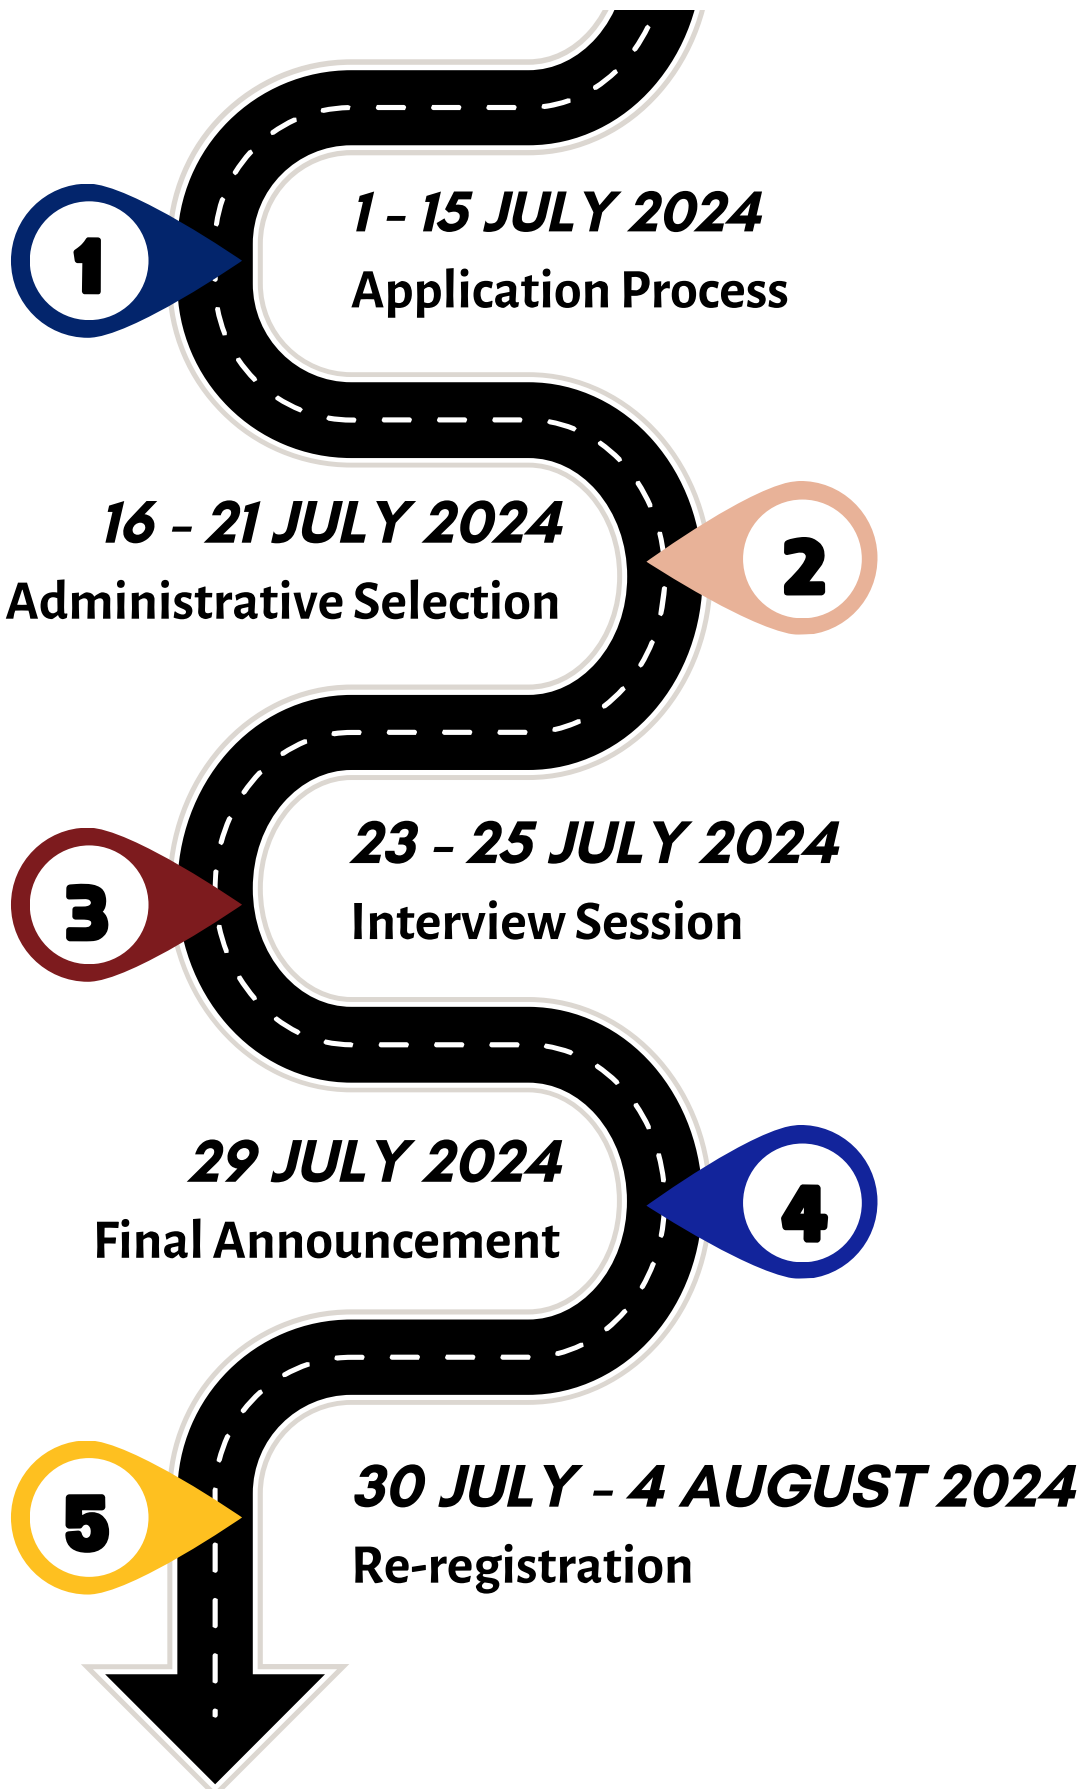 1
1 - 15 JULY 2024
Application Process
16 - 21 JULY 2024
Administrative Selection
2
3
23 - 25 JULY 2024
Interview Session
29 JULY 2024
Final Announcement
4
5
30 JULY - 4 AUGUST 2024
Re-registration